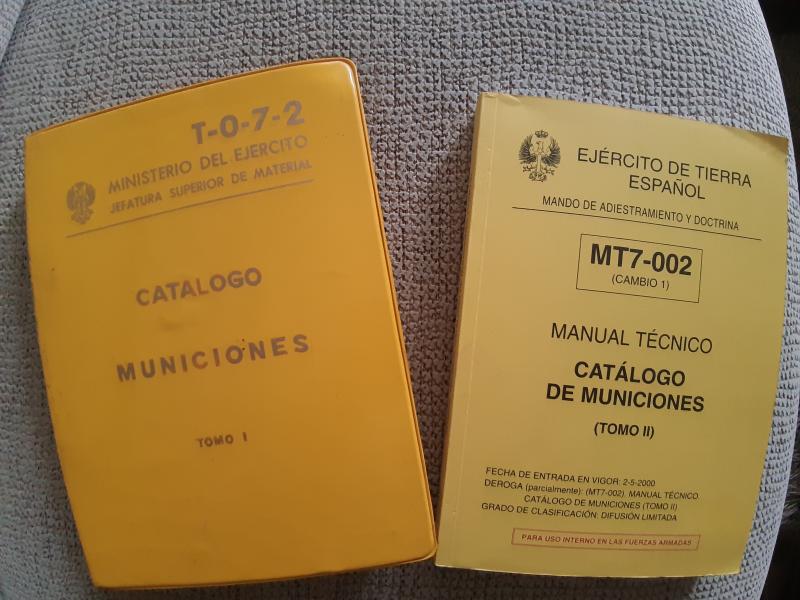 T-O-7-2
MINISTERIO DEL EJERCITO
JEFATURA SUPERIOR DE MATERIAL
CATALOGO
MUNICIONES
TOMO I
EJÉRCITO DE TIERRA
ESPAÑOL
MANDO DE ADIESTRAMIENTO Y DOCTRINA
MT7-002
(CAMBIO 1)
MANUAL TÉCNICO
CATÁLOGO
DE MUNICIONES
(TOMO II)
FECHA DE ENTRADA EN VIGOR: 2-5-2000
DEROGA (parcialmente): (MT7-002). MANUAL TÉCNICO.
CATÁLOGO DE MUNICIONES (TOMO II)
GRADO DE CLASIFICACIÓN: DIFUSIÓN LIMITADA
PARA USO INTERNO EN LAS FUERZAS ARMADAS